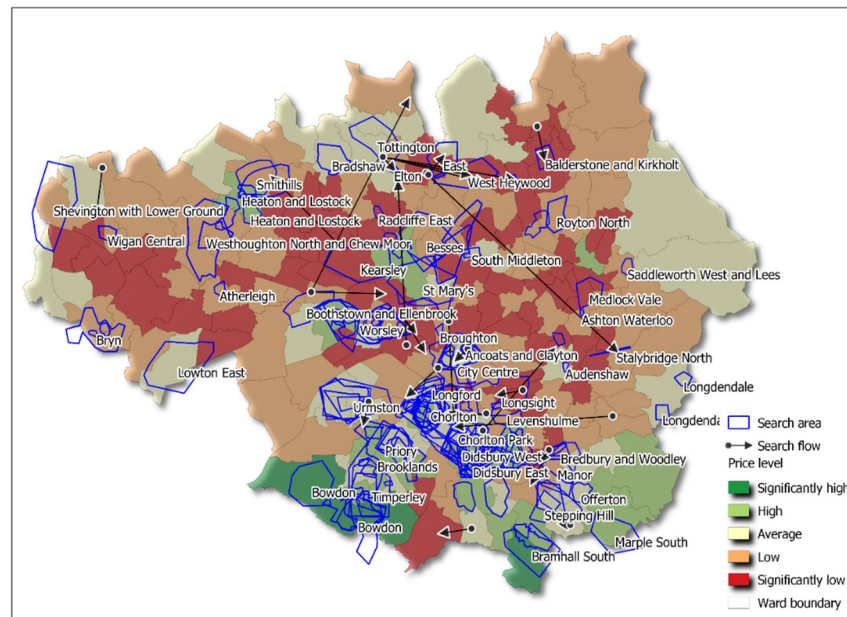 Tottington
Bradshaw
East
Elton
West Heywood
Balderstone and Kirkholt
Smithills
Shevington with Lower Ground
Heaton and Lostock
Heaton and Lostock
Radcliffe East
Royton North
Wigan Central
Westhoughton North and Chew Moor
Besses
South Middleton
Kearsley
Saddleworth West and Lees
Atherleigh
St Mary's
Medlock Vale
Boothstown and Ellenbrook
Ashton Waterloo
Bryn
Worsley
Broughton
Ancoats and Clayton
Stalybridge North
Lowton East
City Centre
Audenshaw
Longdendale
Longford
Longsight
Urmston
Chorlton
Levenshulme
Longdenda
Search area
Chorlton Park
Search flow
Priory
Didsbury West
Bredbury and Woodley
Price level
Brooklands
Didsbury East
Manor
Significantly high
Bowdon
Timperley
Offerton
High
Stepping Hill
Bowdon
Average
Marple South
Bramhall South
Low
Significantly low
Ward boundary